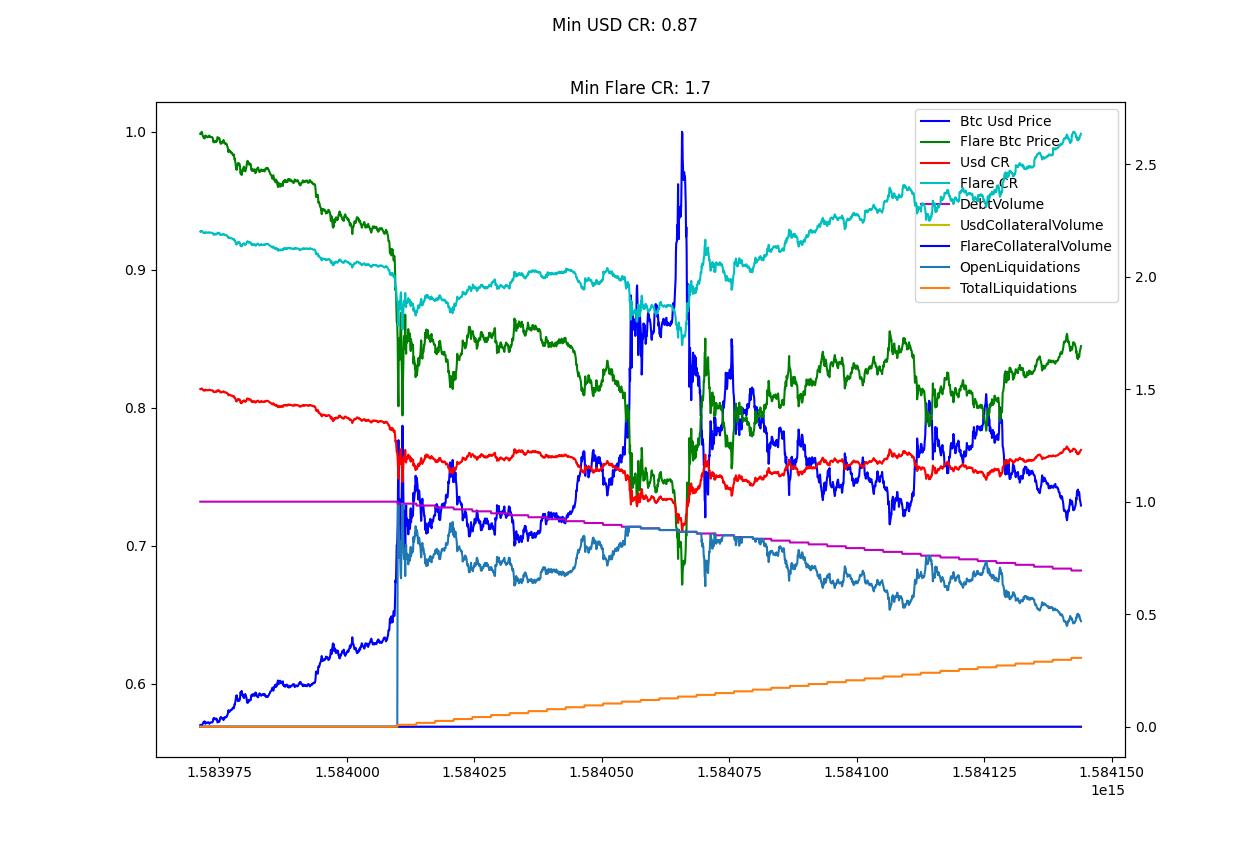 Min USD CR: 0.87
Min Flare CR: 1.7
1.0
0.9
0.8
0.7
0.6
2.5
2.0
1.5
1.0
0.5
0.0
Btc Usd Price
Flare Btc Price
Usd CR
Flare CR
DebtVolume
UsdCollateralVolume
FlareCollateralVolume
OpenLiquidations
TotalLiquidations
1.583975 1.584000 1.584025 1.584050 1.584075 1.584100 1.584125 1.584150
1e15